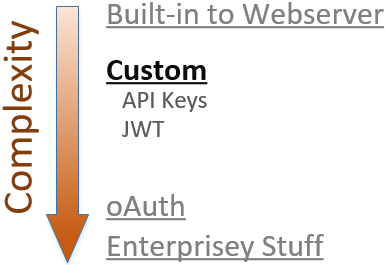 Complexity
Built-in to Webserver
Custom
API Keys
JWT
oAuth
Enterprisey Stuff